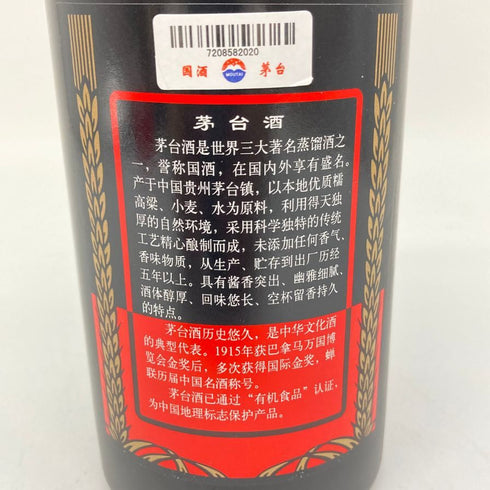 7208582020
国酒 茅台
MOUTAI
茅台酒
茅台酒是世界三大著名蒸馏酒之
一，誉称国酒，在国内外享有盛名。
产于中国贵州茅台镇，以本地优质糯
高粱、小麦、水为原料，利用得天独
厚的自然环境，采用科学独特的传统
工艺精心酿制而成，未添加任何香气、
香味物质，从生产、贮存到出厂历经
五年以上。具有酱香突出、幽雅细腻、
酒体醇厚、回味悠长、空杯留香持久
的特点。
茅台酒历史悠久，是中华文化酒
的典型代表。1915年获巴拿马万国博
览会金奖后，多次获得国际金奖，蝉
联历届中国名酒称号。
茅台酒已通过“有机食品”认证，
为中国地理标志保护产品。